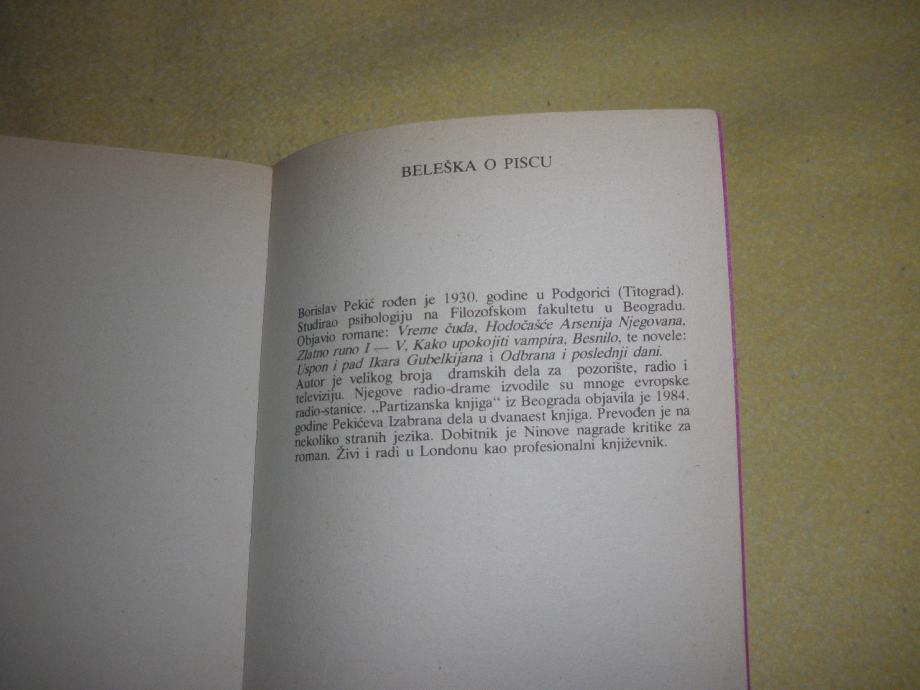 BELEŠKA O PISCU
Borislav Pekić rođen je 1930. godine u Podgorici (Titograd).
Studirao psihologiju na Filozofskom fakultetu u Beogradu.
Objavio romane: Vreme čuda, Hodočašće Arsenija Njegovana,
Zlatno runo I — V, Kako upokojiti vampira, Besnilo, te novele:
Uspon i pad Ikara Gubelkijana i Odbrana i poslednji dani.
Autor je velikog broja dramskih dela za pozorište, radio i
televiziju. Njegove radio-drame izvodile su mnoge evropske
radio-stanice. „Partizanska knjiga“ iz Beograda objavila je 1984.
godine Pekićeva Izabrana dela u dvanaest knjiga. Prevođen je na
nekoliko stranih jezika. Dobitnik je Ninove nagrade kritike za
roman. Živi i radi u Londonu kao profesionalni književnik.